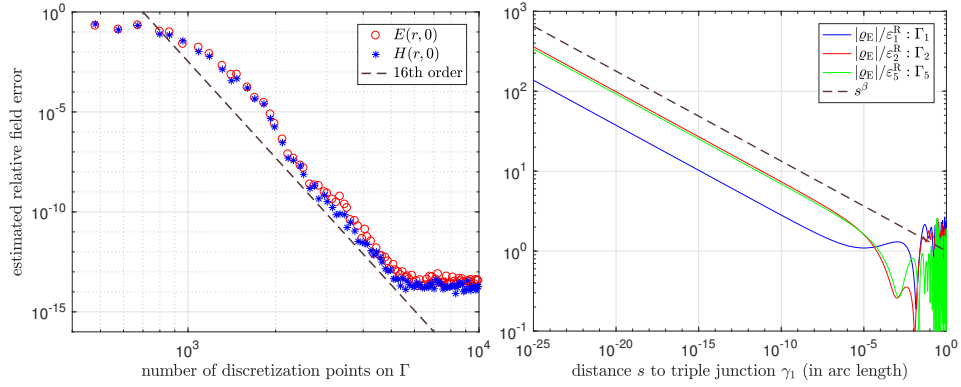 10^0
10^-5
10^-10
10^-15
estimated relative field error
E(r, 0)
H(r, 0)
16th order
10^3
10^4
number of discretization points on Γ
10^3
10^2
10^1
10^0
10^-1
|ϱ_E|/ε_1^R : Γ_1
|ϱ_E|/ε_2^R : Γ_2
|ϱ_E|/ε_5^R : Γ_5
s^β
10^-25
10^-20
10^-15
10^-10
10^-5
10^0
distance s to triple junction γ_1 (in arc length)